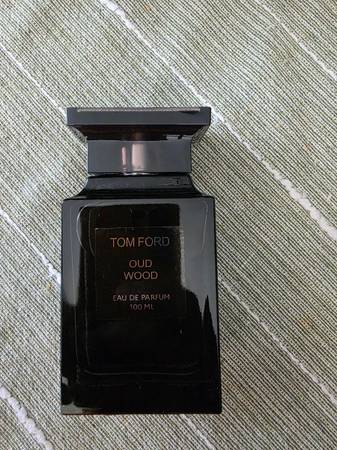 TOM FORD
OUD
WOOD
EAU DE PARFUM
100 ML